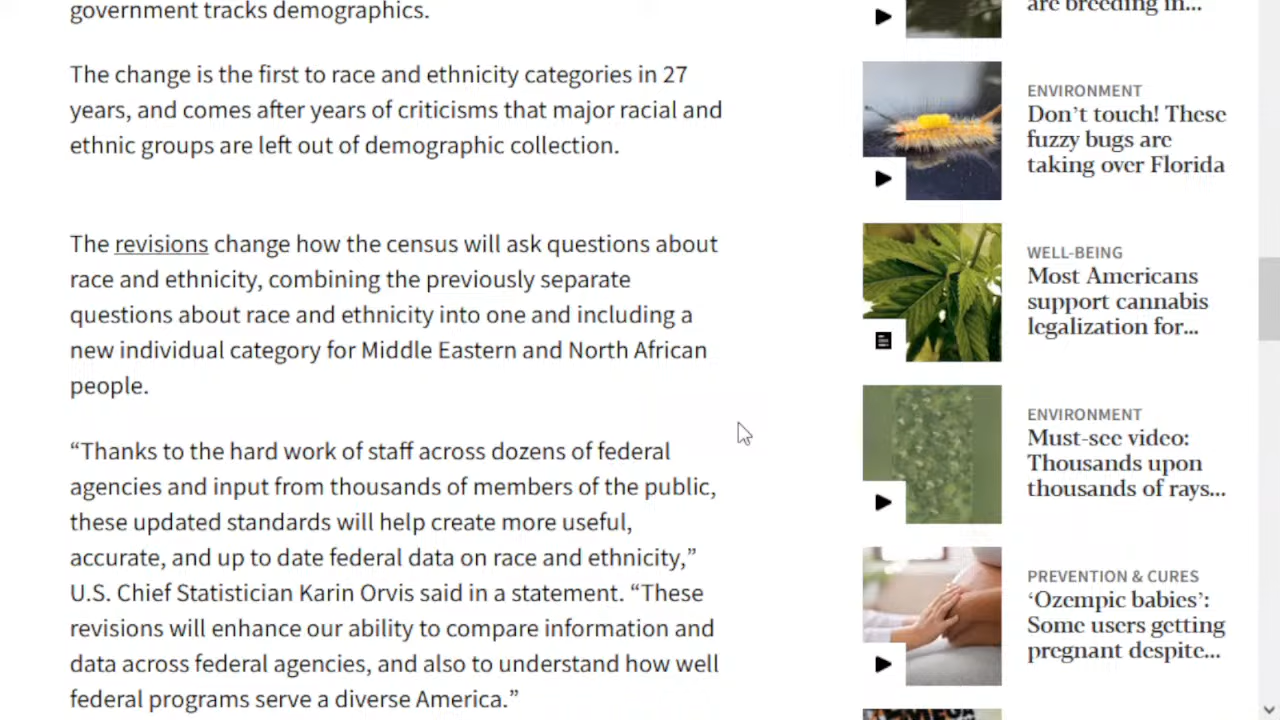 government tracks demographics.
The change is the first to race and ethnicity categories in 27
years, and comes after years of criticisms that major racial and
ethnic groups are left out of demographic collection.
The revisions change how the census will ask questions about
race and ethnicity, combining the previously separate
questions about race and ethnicity into one and including a
new individual category for Middle Eastern and North African
people.
“Thanks to the hard work of staff across dozens of federal
agencies and input from thousands of members of the public,
these updated standards will help create more useful,
accurate, and up to date federal data on race and ethnicity,”
U.S. Chief Statistician Karin Orvis said in a statement. “These
revisions will enhance our ability to compare information and
data across federal agencies, and also to understand how well
federal programs serve a diverse America.”
are breeding in...
ENVIRONMENT
Don’t touch! These
fuzzy bugs are
taking over Florida
WELL-BEING
Most Americans
support cannabis
legalization for...
ENVIRONMENT
Must-see video:
Thousands upon
thousands of rays...
PREVENTION & CURES
‘Ozempic babies’:
Some users getting
pregnant despite...